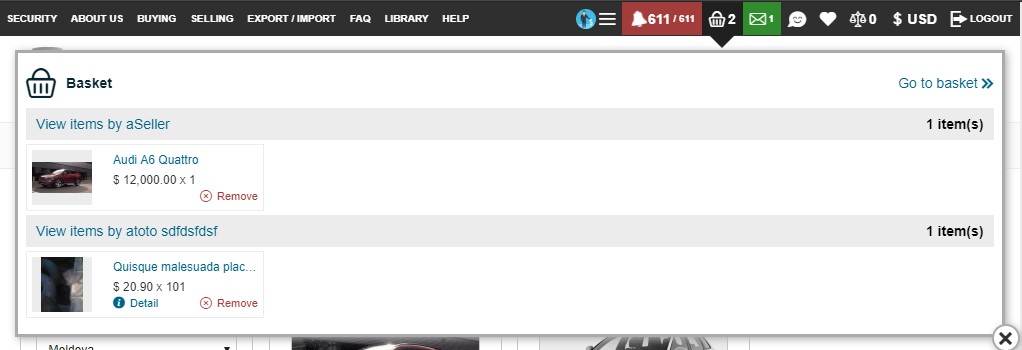 SECURITY ABOUT US BUYING SELLING EXPORT / IMPORT FAQ LIBRARY HELP 611 / 611 2 1 0 $ USD LOGOUT
Basket Go to basket
View items by aSeller 1 item(s)
Audi A6 Quattro
$ 12,000.00 x 1
Remove
View items by atoto sdfdsfdsf 1 item(s)
Quisque malesuada plac...
$ 20.90 x 101
Detail Remove
Moldova